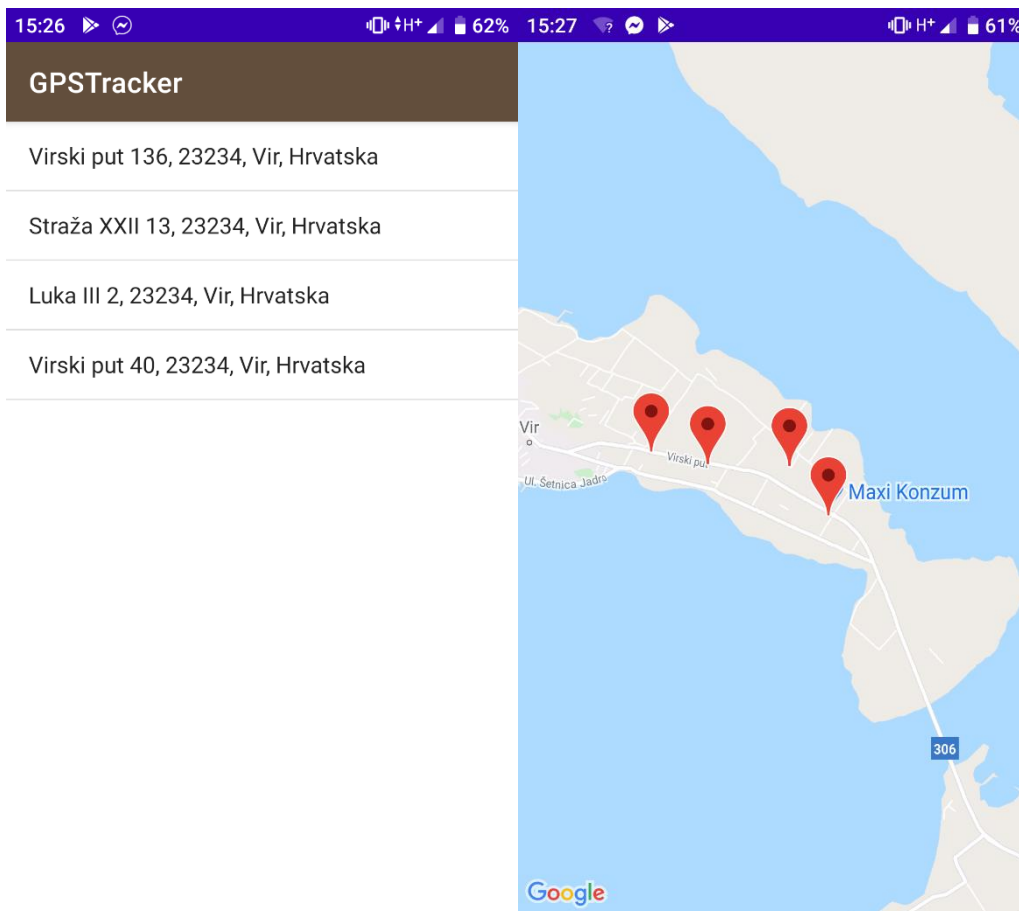 15:26 H+ 62%
GPSTracker
Virski put 136, 23234, Vir, Hrvatska
Straža XXII 13, 23234, Vir, Hrvatska
Luka III 2, 23234, Vir, Hrvatska
Virski put 40, 23234, Vir, Hrvatska
15:27 ? H+ 61%
Vir
Virski put
Ul. Šetnica Jadra
Maxi Konzum
306
Google